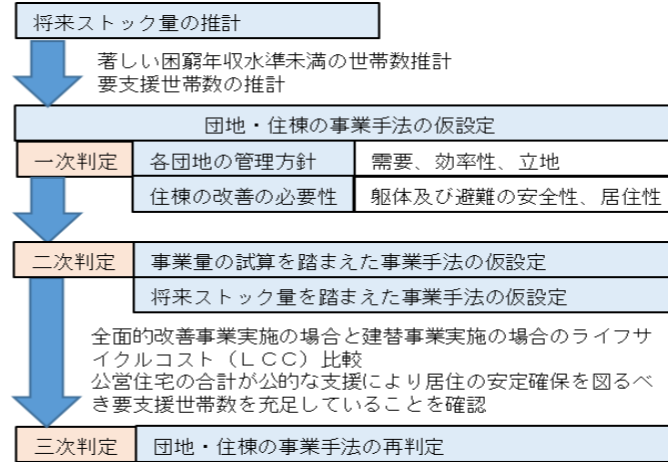 将来ストック量の推計
著しい困窮年収水準未満の世帯数推計
要支援世帯数の推計
団地・住棟の事業手法の仮設定
一次判定 各団地の管理方針 需要、効率性、立地
住棟の改善の必要性 躯体及び避難の安全性、居住性
二次判定 事業量の試算を踏まえた事業手法の仮設定
将来ストック量を踏まえた事業手法の仮設定
全面的改善事業実施の場合と建替事業実施の場合のライフサ
イクルコスト（ＬＣＣ）比較
公営住宅の合計が公的な支援により居住の安定確保を図るべ
き要支援世帯数を充足していることを確認
三次判定 団地・住棟の事業手法の再判定